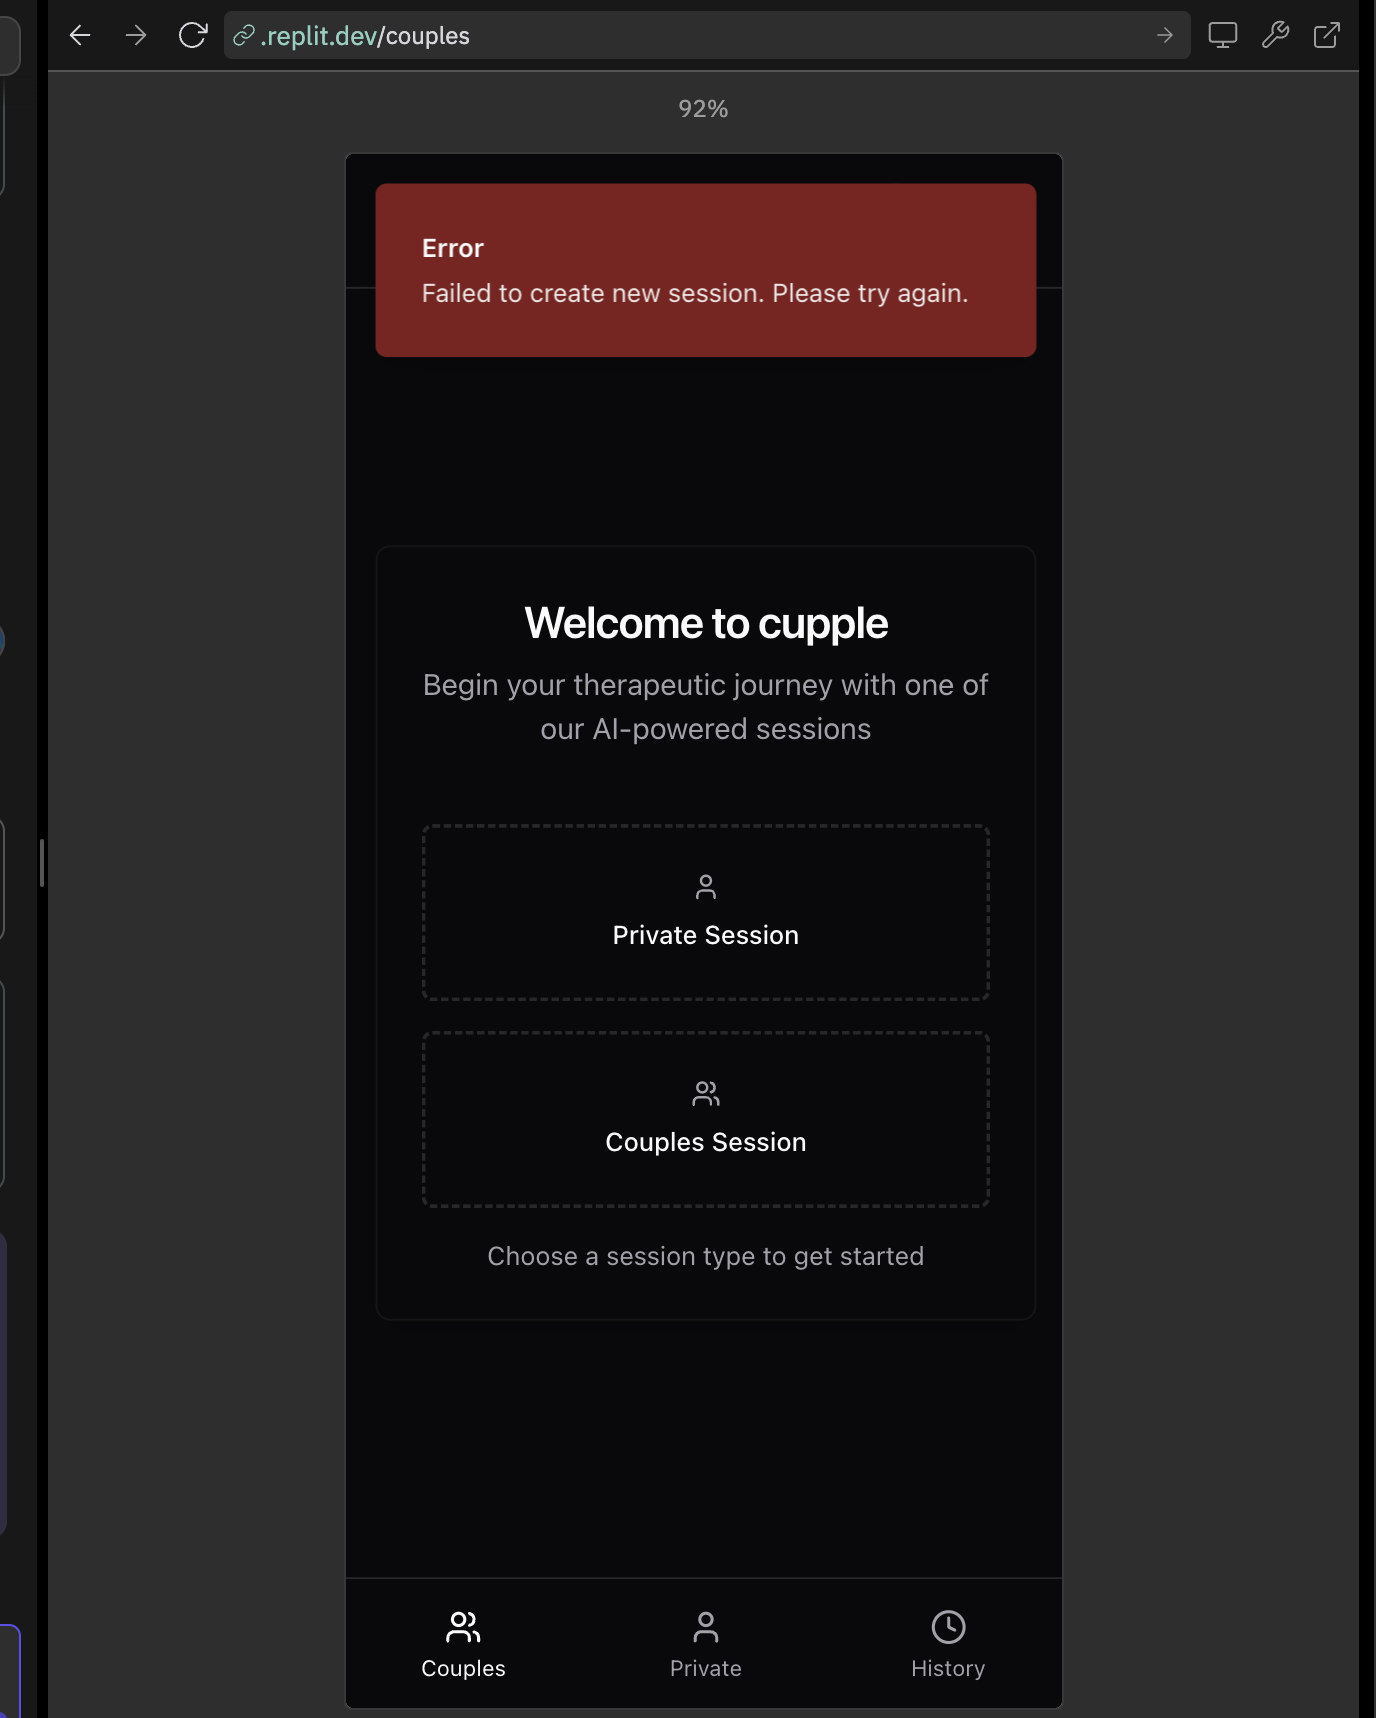 .replit.dev/couples
92%
Error
Failed to create new session. Please try again.
Welcome to cupple
Begin your therapeutic journey with one of
our AI-powered sessions
Private Session
Couples Session
Choose a session type to get started
Couples
Private
History